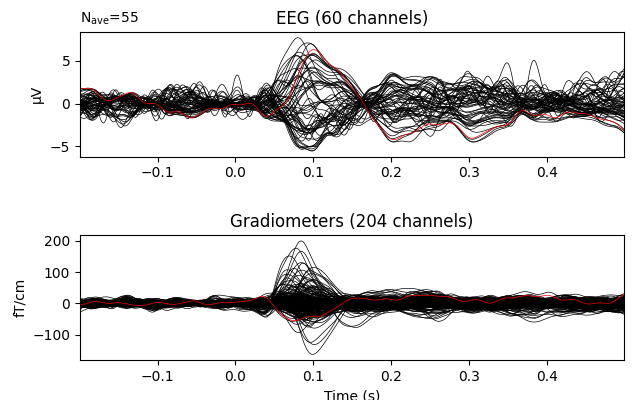 N_ave=55
EEG (60 channels)
5
0
−5
µV
−0.1 0.0 0.1 0.2 0.3 0.4
Gradiometers (204 channels)
200
100
0
−100
fT/cm
−0.1 0.0 0.1 0.2 0.3 0.4
Time (s)